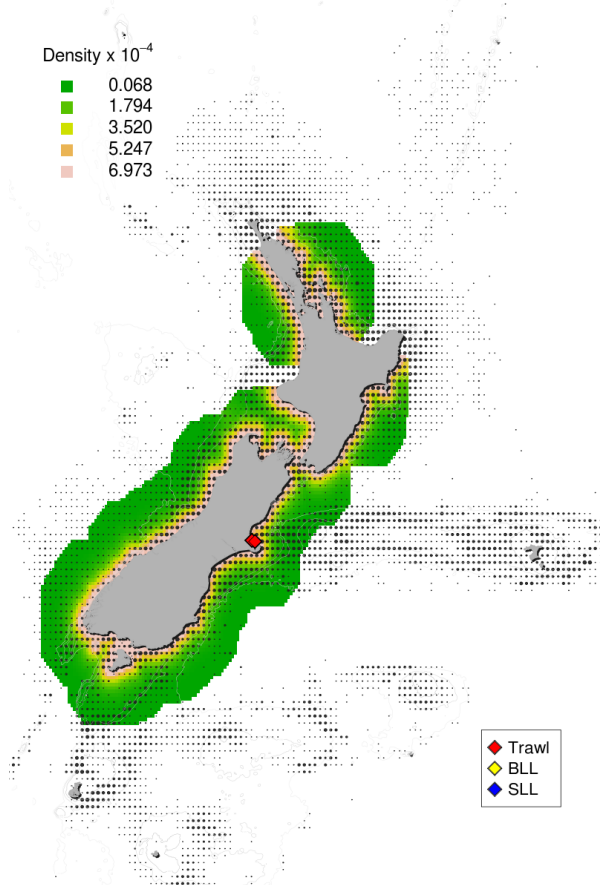 Density x 10⁻⁴
0.068
1.794
3.520
5.247
6.973
Trawl
BLL
SLL